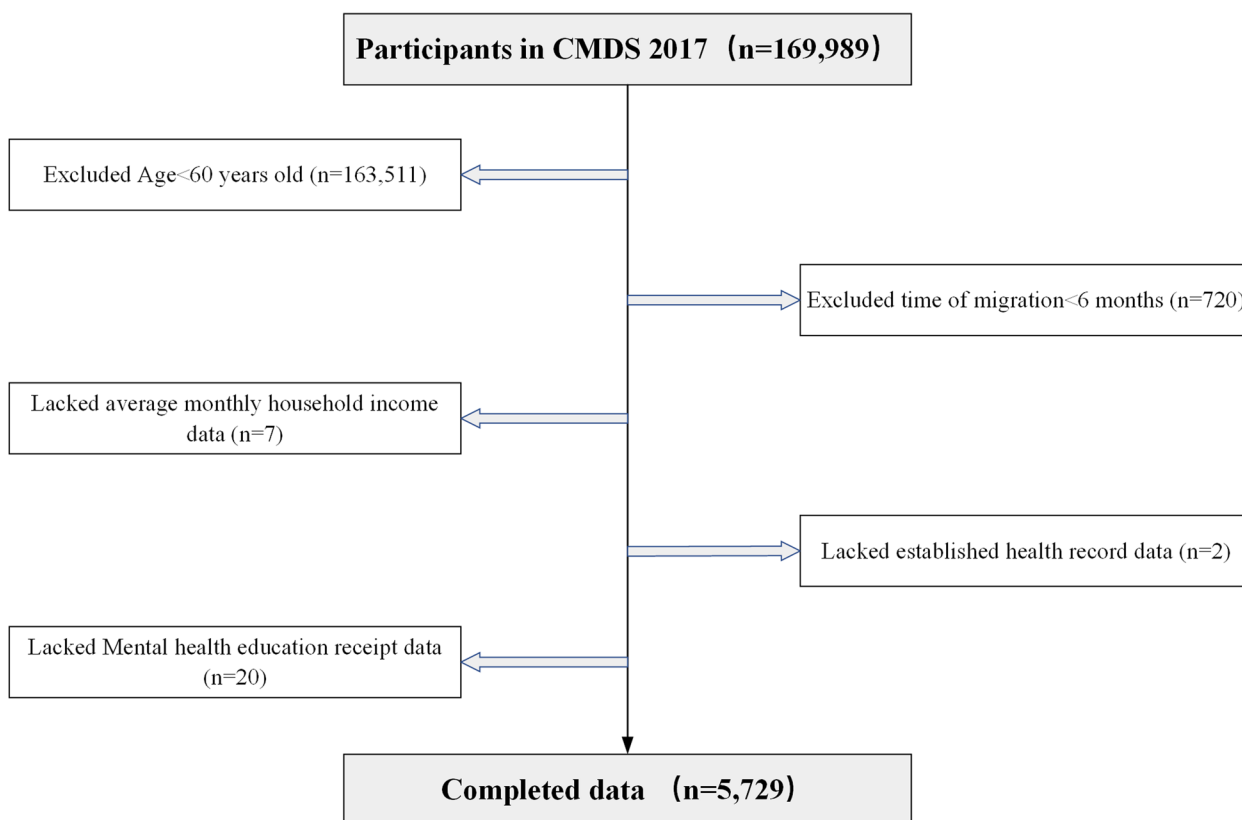 Participants in CMDS 2017（n=169,989）
Excluded Age<60 years old (n=163,511)
Excluded time of migration<6 months (n=720)
Lacked average monthly household income
data (n=7)
Lacked established health record data (n=2)
Lacked Mental health education receipt data
(n=20)
Completed data （n=5,729）